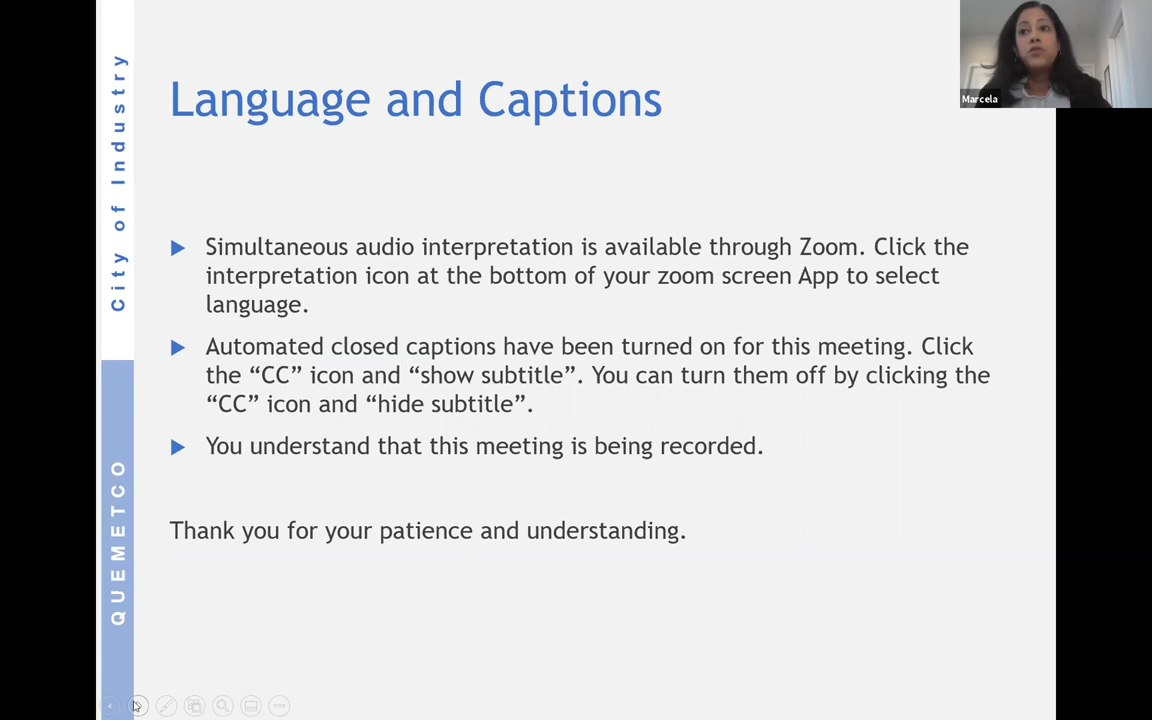 City of Industry
QUEMETCO
Language and Captions
Marcela
Simultaneous audio interpretation is available through Zoom. Click the
interpretation icon at the bottom of your zoom screen App to select
language.
Automated closed captions have been turned on for this meeting. Click
the “CC” icon and “show subtitle”. You can turn them off by clicking the
“CC” icon and “hide subtitle”.
You understand that this meeting is being recorded.
Thank you for your patience and understanding.